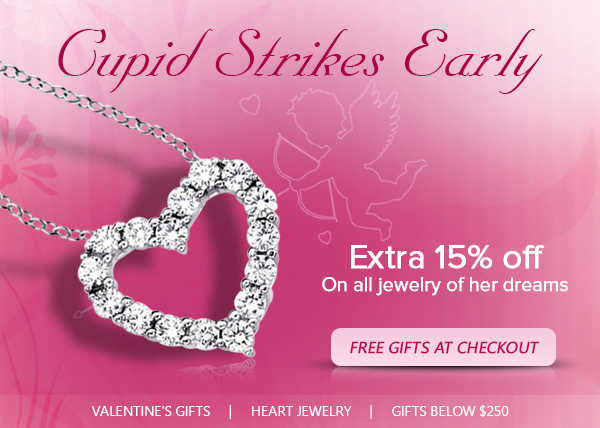 Cupid Strikes Early
Extra 15% off
On all jewelry of her dreams
FREE GIFTS AT CHECKOUT
VALENTINE'S GIFTS | HEART JEWELRY | GIFTS BELOW $250